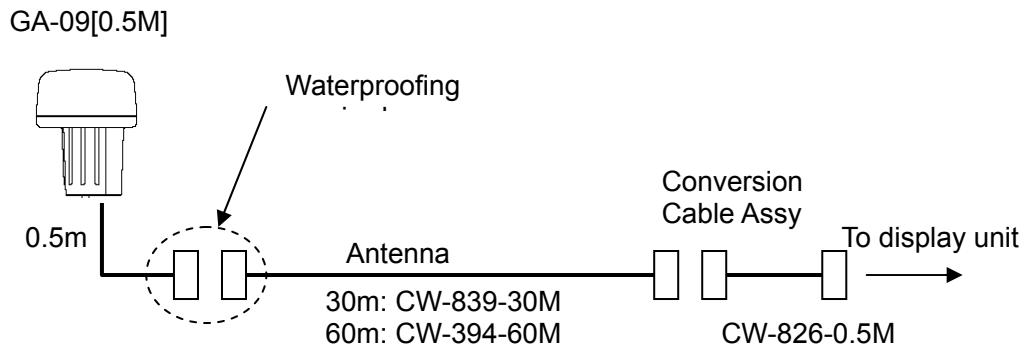 GA-09[0.5M]
Waterproofing
Conversion
Cable Assy
0.5m
Antenna
To display unit
30m: CW-839-30M
60m: CW-394-60M
CW-826-0.5M